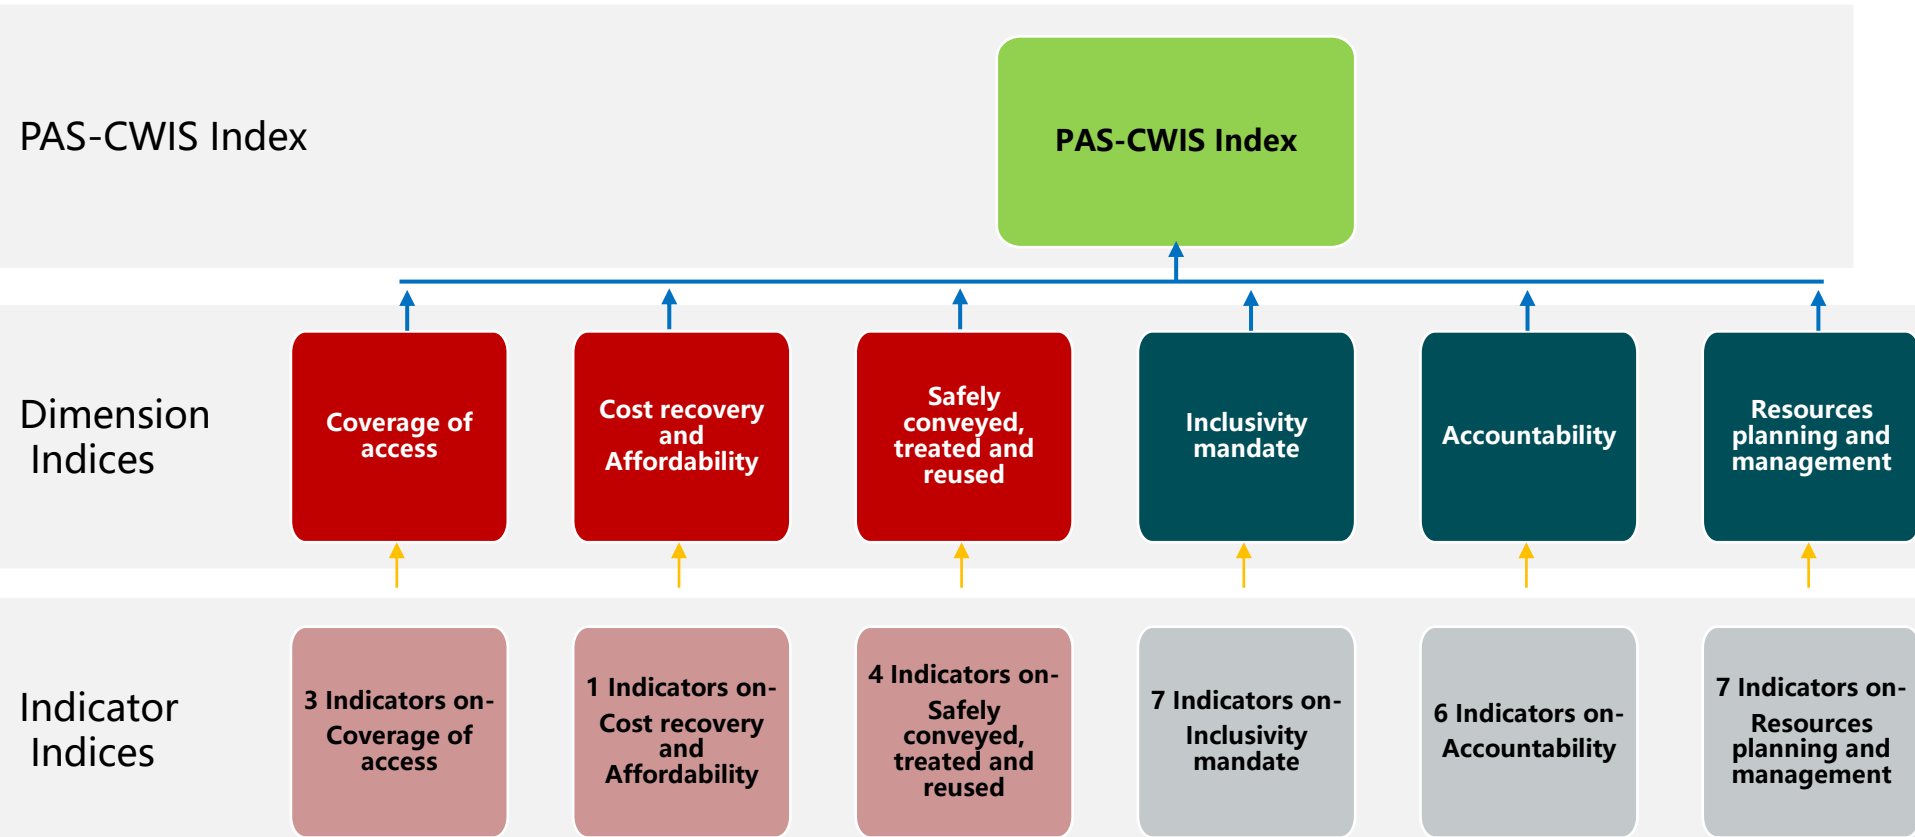 PAS-CWIS Index
PAS-CWIS Index
Dimension
Indices
Coverage of
access
Cost recovery
and
Affordability
Safely
conveyed,
treated and
reused
Inclusivity
mandate
Accountability
Resources
planning and
management
Indicator
Indices
3 Indicators on-
Coverage of
access
1 Indicators on-
Cost recovery
and
Affordability
4 Indicators on-
Safely
conveyed,
treated and
reused
7 Indicators on-
Inclusivity
mandate
6 Indicators on-
Accountability
7 Indicators on-
Resources
planning and
management